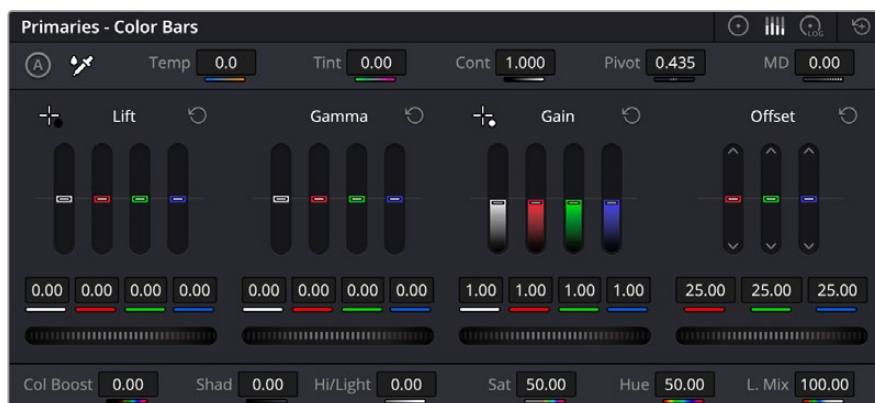 Primaries - Color Bars
LOG
A Temp 0.0 Tint 0.00 Cont 1.000 Pivot 0.435 MD 0.00
Lift Gamma Gain Offset
0.00 0.00 0.00 0.00 0.00 0.00 0.00 0.00 1.00 1.00 1.00 1.00 25.00 25.00 25.00
Col Boost 0.00 Shad 0.00 Hi/Light 0.00 Sat 50.00 Hue 50.00 L. Mix 100.00